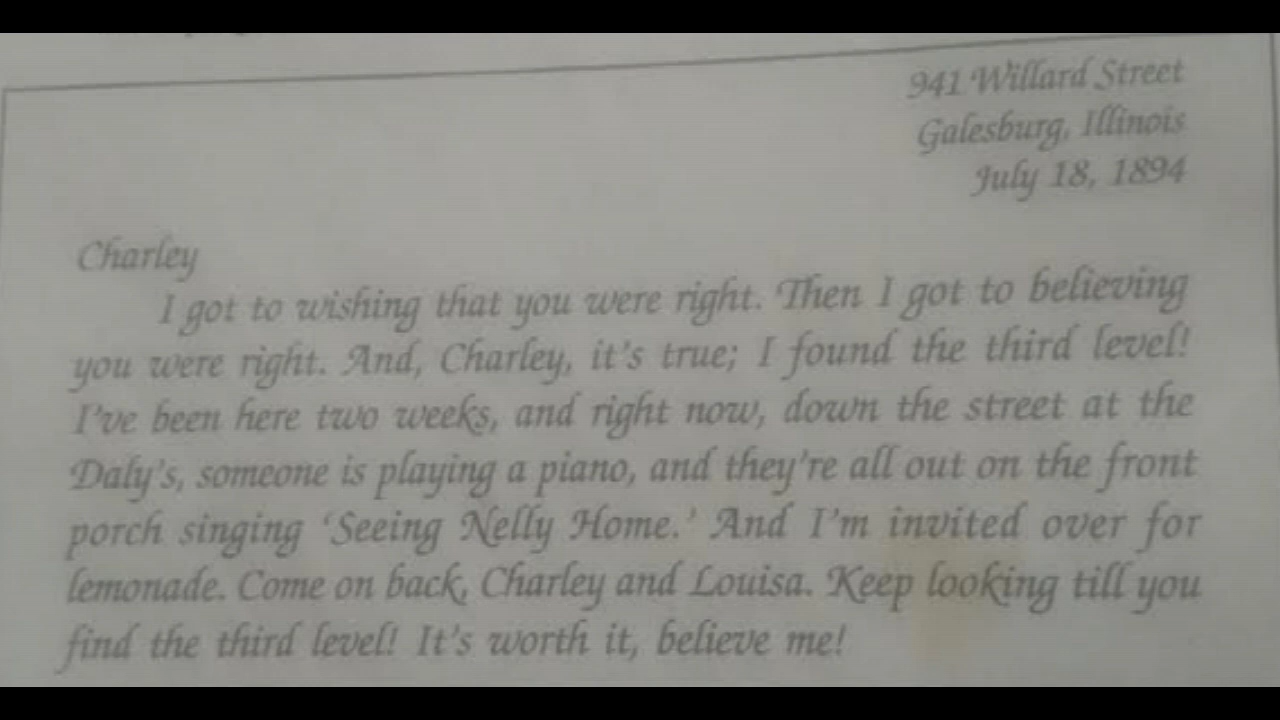 941 Willard Street
Galesburg, Illinois
July 18, 1894
Charley
I got to wishing that you were right. Then I got to believing
you were right. And, Charley, it's true; I found the third level!
I've been here two weeks, and right now, down the street at the
Daly's, someone is playing a piano, and they're all out on the front
porch singing ‘Seeing Nelly Home.’ And I'm invited over for
lemonade. Come on back, Charley and Louisa. Keep looking till you
find the third level! It's worth it, believe me!